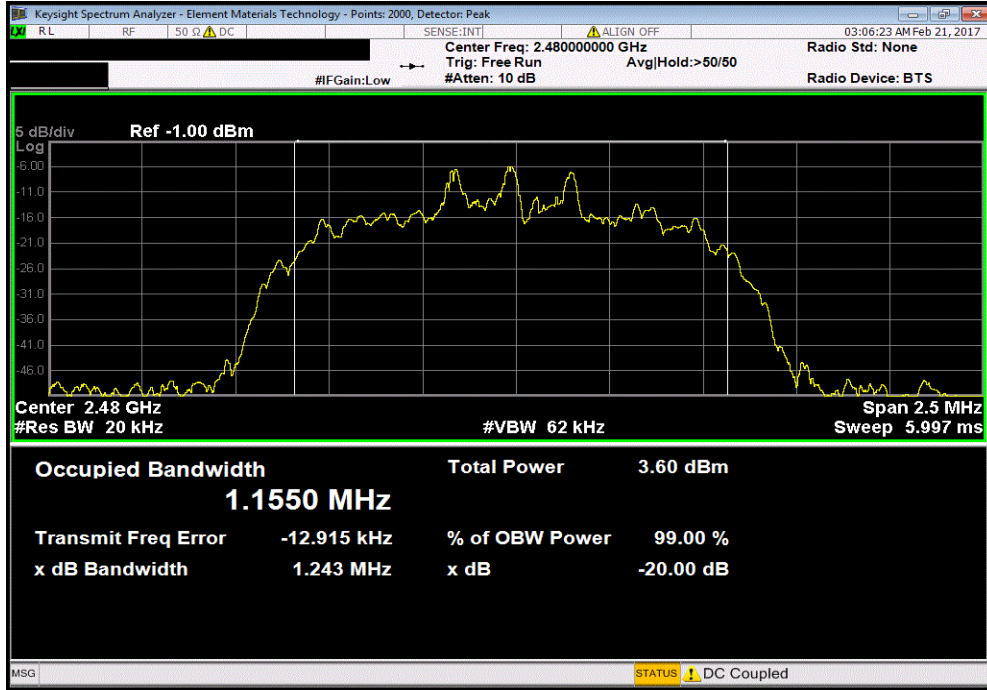 Keysight Spectrum Analyzer - Element Materials Technology - Points: 2000, Detector: Peak
LXI RL RF 50 Ω DC SENSE:INT ALIGN OFF 03:06:23 AM Feb 21, 2017
Center Freq: 2.480000000 GHz Radio Std: None
Trig: Free Run Avg|Hold:>50/50
#IFGain:Low #Atten: 10 dB Radio Device: BTS
5 dB/div Ref -1.00 dBm
Log
-6.00
-11.0
-16.0
-21.0
-26.0
-31.0
-36.0
-41.0
-46.0
Center 2.48 GHz Span 2.5 MHz
#Res BW 20 kHz #VBW 62 kHz Sweep 5.997 ms
Occupied Bandwidth Total Power 3.60 dBm
1.1550 MHz
Transmit Freq Error -12.915 kHz % of OBW Power 99.00 %
x dB Bandwidth 1.243 MHz x dB -20.00 dB
MSG STATUS DC Coupled